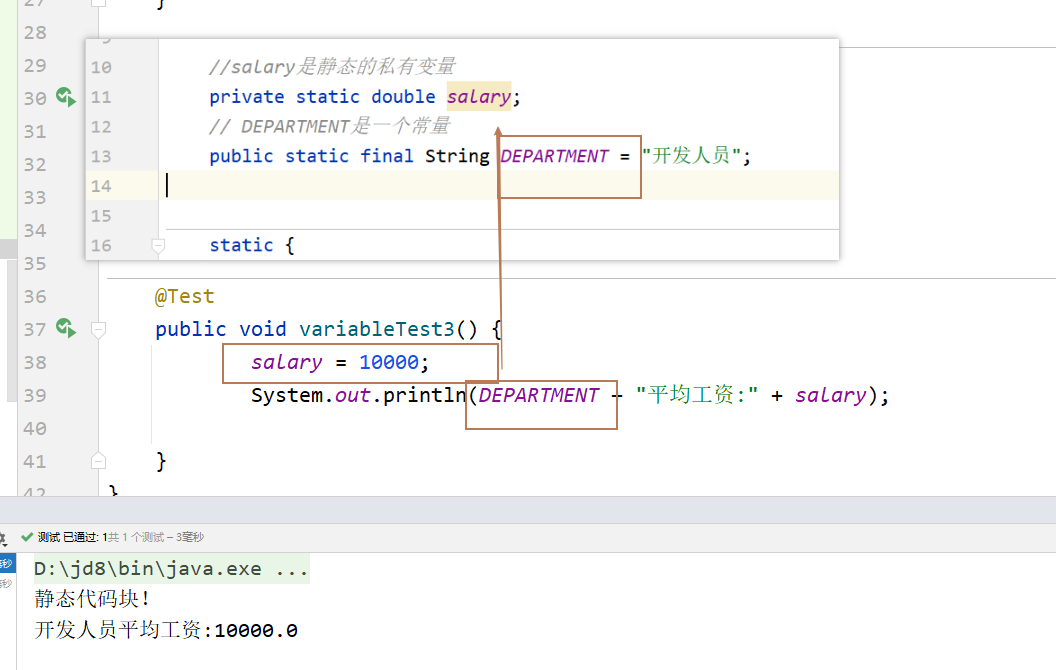 27 }
28
29
30
31
32
33
34
35
10 //salary是静态的私有变量
11 private static double salary;
12 // DEPARTMENT是一个常量
13 public static final String DEPARTMENT = "开发人员";
14
15
16 static {
36 @Test
37 public void variableTest3() {
38 salary = 10000;
39 System.out.println(DEPARTMENT + "平均工资:" + salary);
40
41 }
42 }
测试 已通过: 1共 1 个测试 – 3毫秒
D:\jd8\bin\java.exe ...
静态代码块!
开发人员平均工资:10000.0